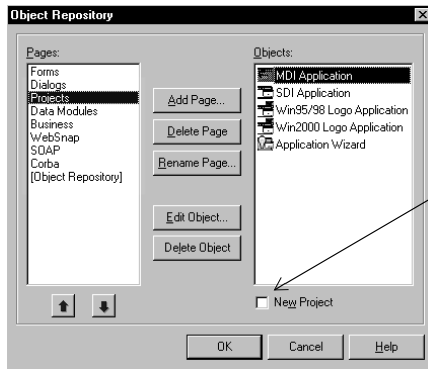 Object Repository
Pages:
Forms
Dialogs
Projects
Data Modules
Business
WebSnap
SOAP
Corba
[Object Repository]
Add Page...
Delete Page
Rename Page...
Edit Object...
Delete Object
Objects:
MDI Application
SDI Application
Win95/98 Logo Application
Win2000 Logo Application
Application Wizard
New Project
OK
Cancel
Help